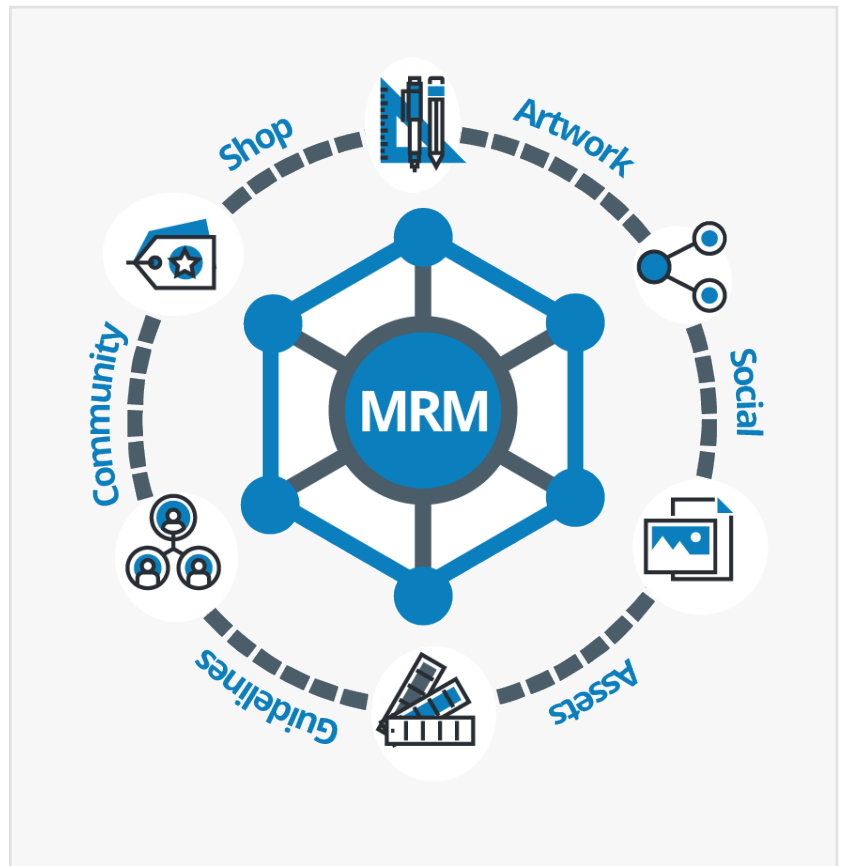 Artwork
Social
Assets
Guidelines
Community
Shop
MRM